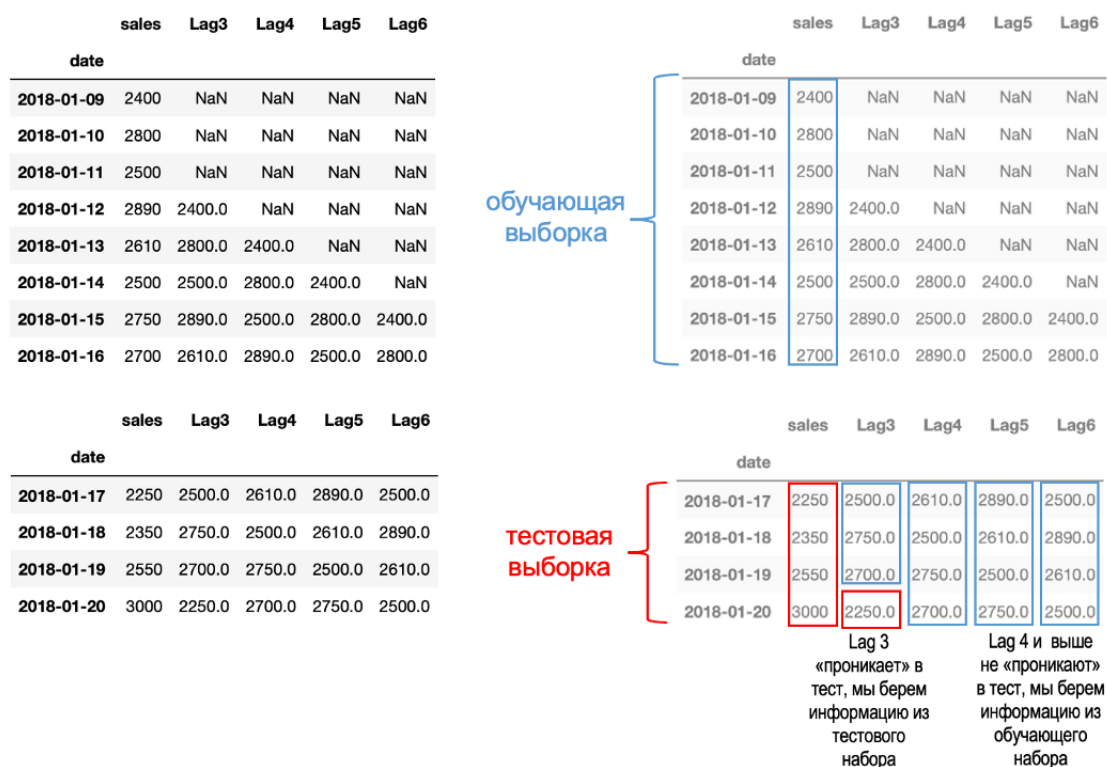 sales Lag3 Lag4 Lag5 Lag6
date
2018-01-09 2400 NaN NaN NaN NaN
2018-01-10 2800 NaN NaN NaN NaN
2018-01-11 2500 NaN NaN NaN NaN
2018-01-12 2890 2400.0 NaN NaN NaN
2018-01-13 2610 2800.0 2400.0 NaN NaN
2018-01-14 2500 2500.0 2800.0 2400.0 NaN
2018-01-15 2750 2890.0 2500.0 2800.0 2400.0
2018-01-16 2700 2610.0 2890.0 2500.0 2800.0
sales Lag3 Lag4 Lag5 Lag6
date
2018-01-17 2250 2500.0 2610.0 2890.0 2500.0
2018-01-18 2350 2750.0 2500.0 2610.0 2890.0
2018-01-19 2550 2700.0 2750.0 2500.0 2610.0
2018-01-20 3000 2250.0 2700.0 2750.0 2500.0
обучающая
выборка
sales Lag3 Lag4 Lag5 Lag6
date
2018-01-09 2400 NaN NaN NaN NaN
2018-01-10 2800 NaN NaN NaN NaN
2018-01-11 2500 NaN NaN NaN NaN
2018-01-12 2890 2400.0 NaN NaN NaN
2018-01-13 2610 2800.0 2400.0 NaN NaN
2018-01-14 2500 2500.0 2800.0 2400.0 NaN
2018-01-15 2750 2890.0 2500.0 2800.0 2400.0
2018-01-16 2700 2610.0 2890.0 2500.0 2800.0
тестовая
выборка
sales Lag3 Lag4 Lag5 Lag6
date
2018-01-17 2250 2500.0 2610.0 2890.0 2500.0
2018-01-18 2350 2750.0 2500.0 2610.0 2890.0
2018-01-19 2550 2700.0 2750.0 2500.0 2610.0
2018-01-20 3000 2250.0 2700.0 2750.0 2500.0
Lag 3
«проникает» в
тест, мы берем
информацию из
тестового
набора
Lag 4 и выше
не «проникают»
в тест, мы берем
информацию из
обучающего
набора